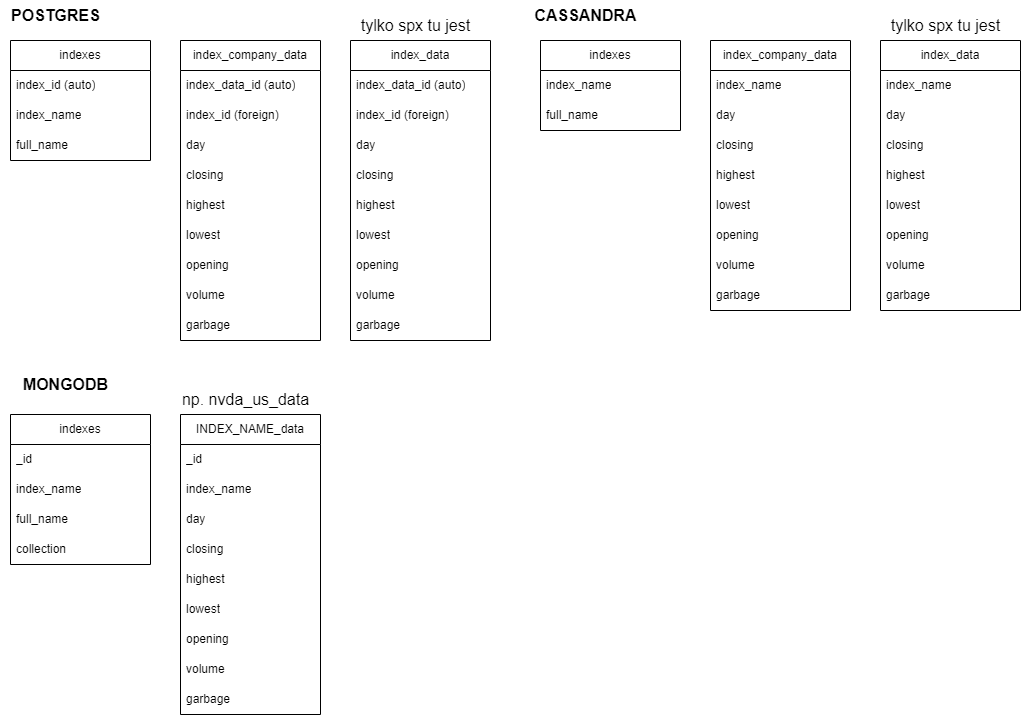 POSTGRES
indexes
index_id (auto)
index_name
full_name
index_company_data
index_data_id (auto)
index_id (foreign)
day
closing
highest
lowest
opening
volume
garbage
tylko spx tu jest
index_data
index_data_id (auto)
index_id (foreign)
day
closing
highest
lowest
opening
volume
garbage
CASSANDRA
indexes
index_name
full_name
index_company_data
index_name
day
closing
highest
lowest
opening
volume
garbage
tylko spx tu jest
index_data
index_name
day
closing
highest
lowest
opening
volume
garbage
MONGODB
indexes
_id
index_name
full_name
collection
np. nvda_us_data
INDEX_NAME_data
_id
index_name
day
closing
highest
lowest
opening
volume
garbage